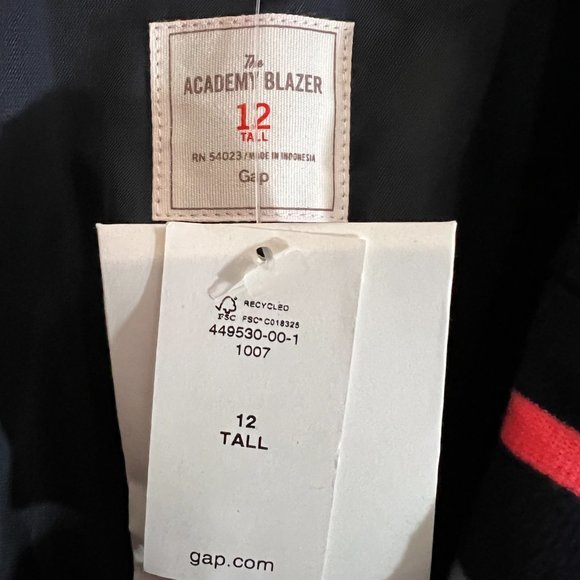 The
ACADEMY BLAZER
12
TALL
RN 54023 / MADE IN INDONESIA
Gap
RECYCLED
FSC FSC® C018325
449530-00-1
1007
12
TALL
gap.com